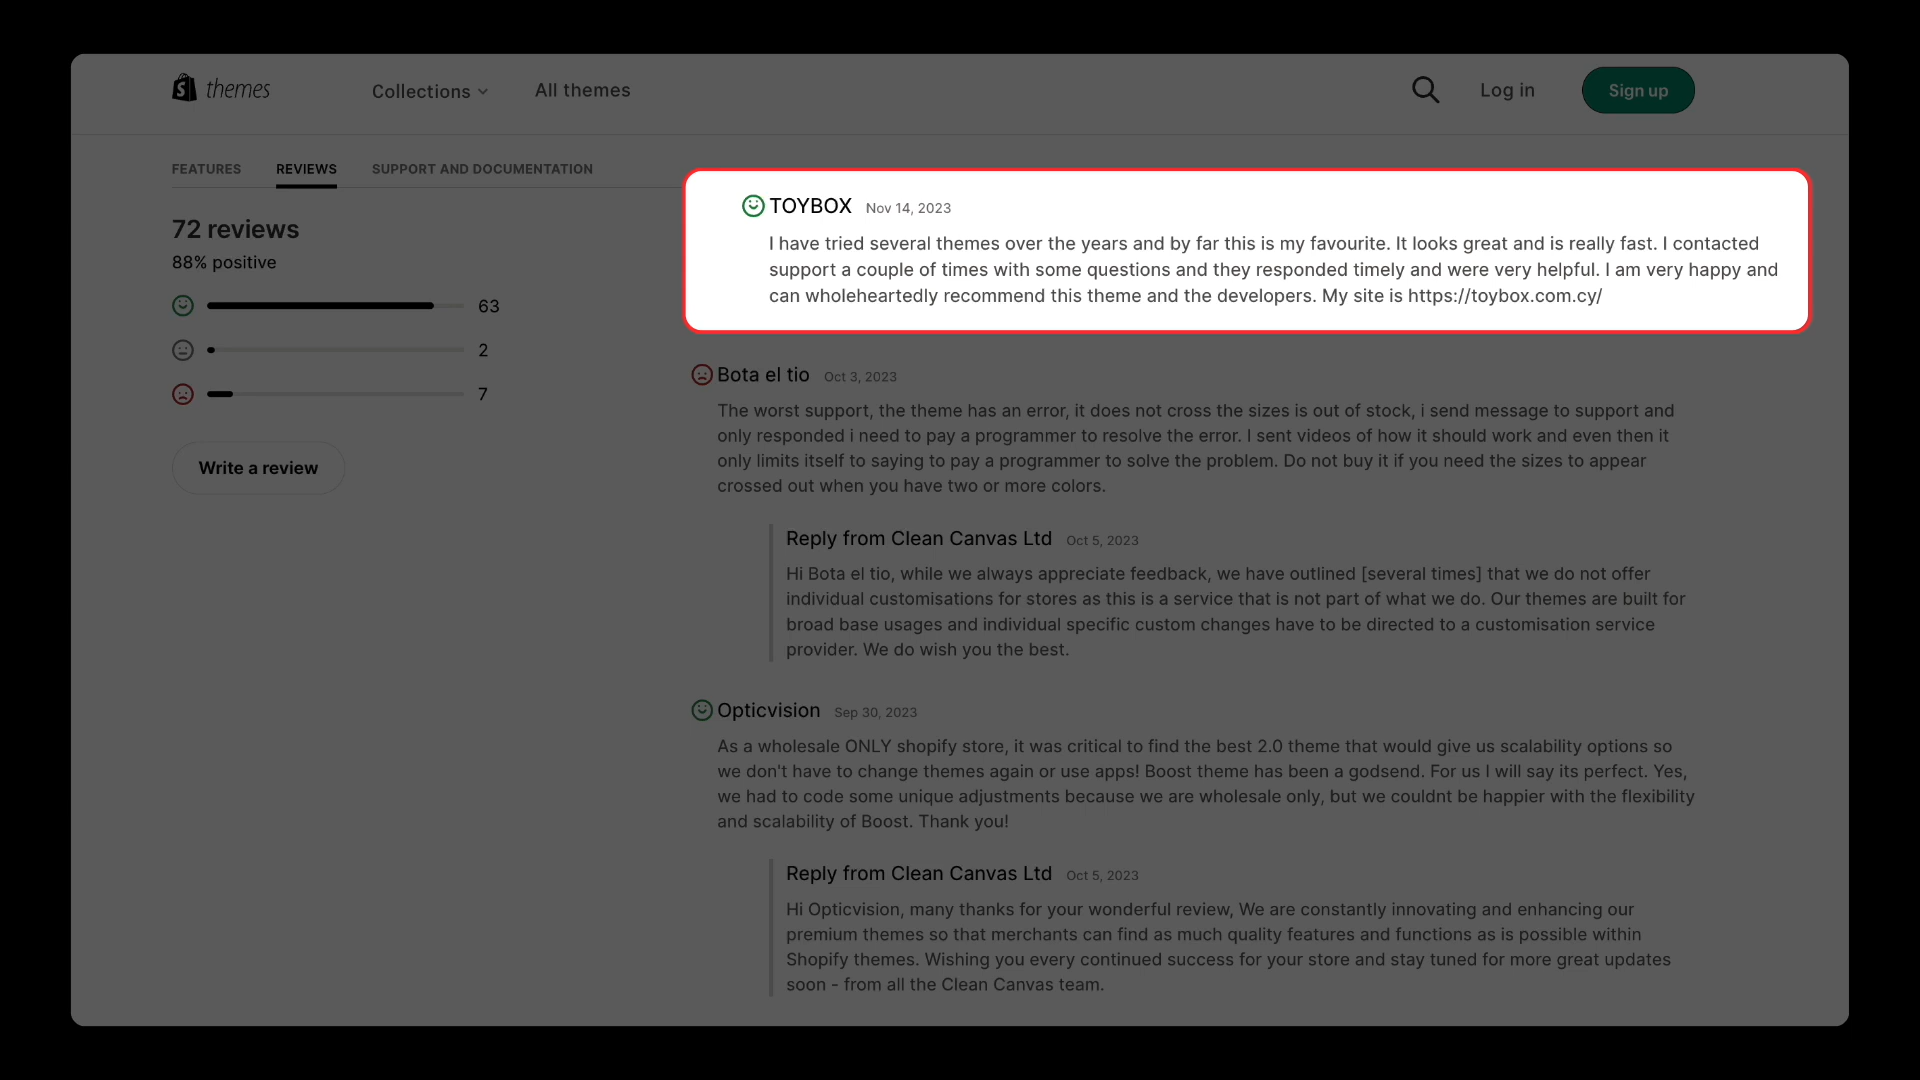 themes
Collections
All themes
Log in
Sign up
FEATURES
REVIEWS
SUPPORT AND DOCUMENTATION
72 reviews
88% positive
63
2
7
Write a review
TOYBOX Nov 14, 2023
I have tried several themes over the years and by far this is my favourite. It looks great and is really fast. I contacted
support a couple of times with some questions and they responded timely and were very helpful. I am very happy and
can wholeheartedly recommend this theme and the developers. My site is https://toybox.com.cy/
Bota el tio Oct 3, 2023
The worst support, the theme has an error, it does not cross the sizes is out of stock, i send message to support and
only responded i need to pay a programmer to resolve the error. I sent videos of how it should work and even then it
only limits itself to saying to pay a programmer to solve the problem. Do not buy it if you need the sizes to appear
crossed out when you have two or more colors.
Reply from Clean Canvas Ltd Oct 5, 2023
Hi Bota el tio, while we always appreciate feedback, we have outlined [several times] that we do not offer
individual customisations for stores as this is a service that is not part of what we do. Our themes are built for
broad base usages and individual specific custom changes have to be directed to a customisation service
provider. We do wish you the best.
Opticvision Sep 30, 2023
As a wholesale ONLY shopify store, it was critical to find the best 2.0 theme that would give us scalability options so
we don't have to change themes again or use apps! Boost theme has been a godsend. For us I will say its perfect. Yes,
we had to code some unique adjustments because we are wholesale only, but we couldnt be happier with the flexibility
and scalability of Boost. Thank you!
Reply from Clean Canvas Ltd Oct 5, 2023
Hi Opticvision, many thanks for your wonderful review, We are constantly innovating and enhancing our
premium themes so that merchants can find as much quality features and functions as is possible within
Shopify themes. Wishing you every continued success for your store and stay tuned for more great updates
soon - from all the Clean Canvas team.